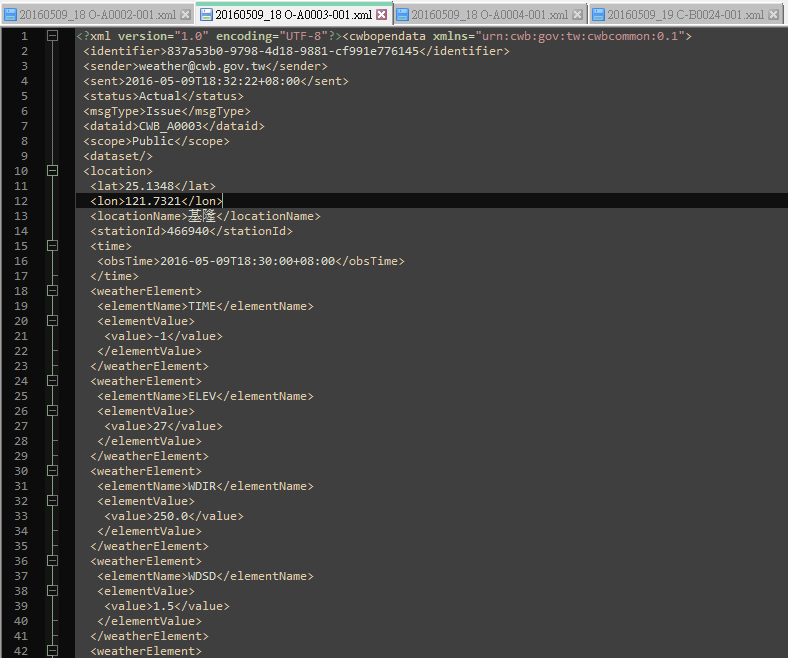 20160509_18 O-A0002-001.xml 20160509_18 O-A0003-001.xml 20160509_18 O-A0004-001.xml 20160509_19 C-B0024-001.xml
1 <?xml version="1.0" encoding="UTF-8"?><cwbopendata xmlns="urn:cwb:gov:tw:cwbcommon:0.1">
2 <identifier>837a53b0-9798-4d18-9881-cf991e776145</identifier>
3 <sender>weather@cwb.gov.tw</sender>
4 <sent>2016-05-09T18:32:22+08:00</sent>
5 <status>Actual</status>
6 <msgType>Issue</msgType>
7 <dataid>CWB_A0003</dataid>
8 <scope>Public</scope>
9 <dataset/>
10 <location>
11 <lat>25.1348</lat>
12 <lon>121.7321</lon>
13 <locationName>基隆</locationName>
14 <stationId>466940</stationId>
15 <time>
16 <obsTime>2016-05-09T18:30:00+08:00</obsTime>
17 </time>
18 <weatherElement>
19 <elementName>TIME</elementName>
20 <elementValue>
21 <value>-1</value>
22 </elementValue>
23 </weatherElement>
24 <weatherElement>
25 <elementName>ELEV</elementName>
26 <elementValue>
27 <value>27</value>
28 </elementValue>
29 </weatherElement>
30 <weatherElement>
31 <elementName>WDIR</elementName>
32 <elementValue>
33 <value>250.0</value>
34 </elementValue>
35 </weatherElement>
36 <weatherElement>
37 <elementName>WDSD</elementName>
38 <elementValue>
39 <value>1.5</value>
40 </elementValue>
41 </weatherElement>
42 <weatherElement>